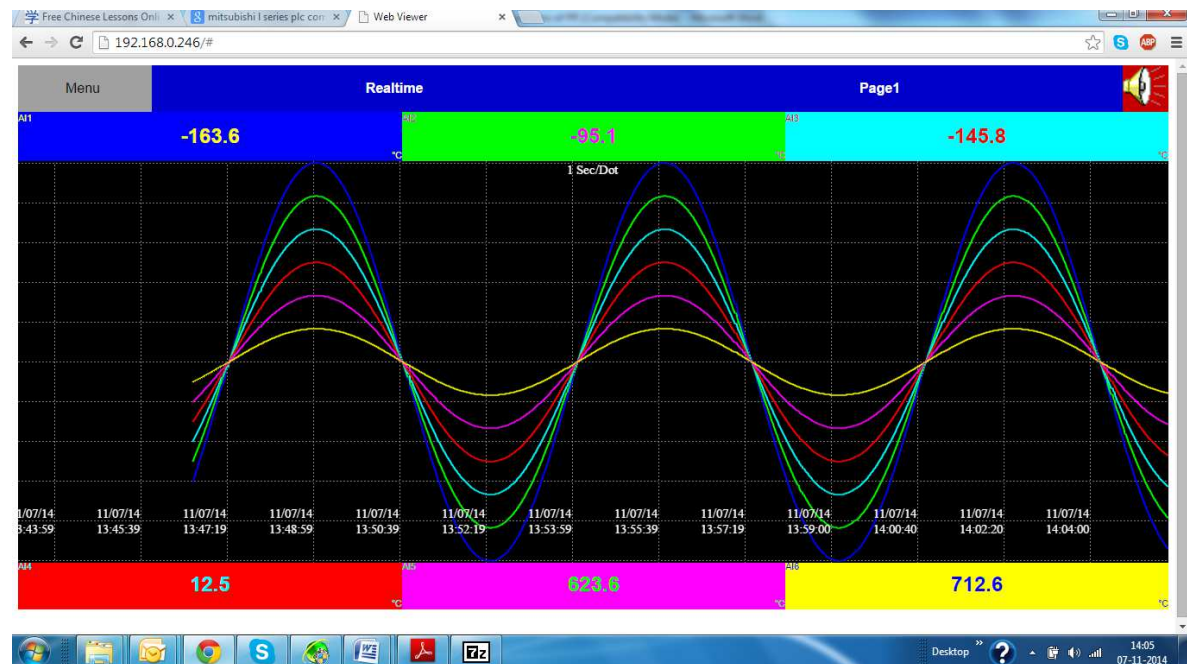 学 Free Chinese Lessons Onli
8 mitsubishi l series plc com
Web Viewer
192.168.0.246/#
ABP
Menu
Realtime
Page1
AI1
-163.6
°C
AI2
-95.1
°C
AI3
-145.8
°C
1 Sec/Dot
1/07/14 11/07/14 11/07/14 11/07/14 11/07/14 11/07/14 11/07/14 11/07/14 11/07/14 11/07/14 11/07/14 11/07/14 11/07/14
3:43:59 13:45:39 13:47:19 13:48:59 13:50:39 13:52:19 13:53:59 13:55:39 13:57:19 13:59:00 14:00:40 14:02:20 14:04:00
AI4
12.5
°C
AI5
623.6
°C
AI6
712.6
°C
S
W
7z
Desktop
»
?
14:05
07-11-2014